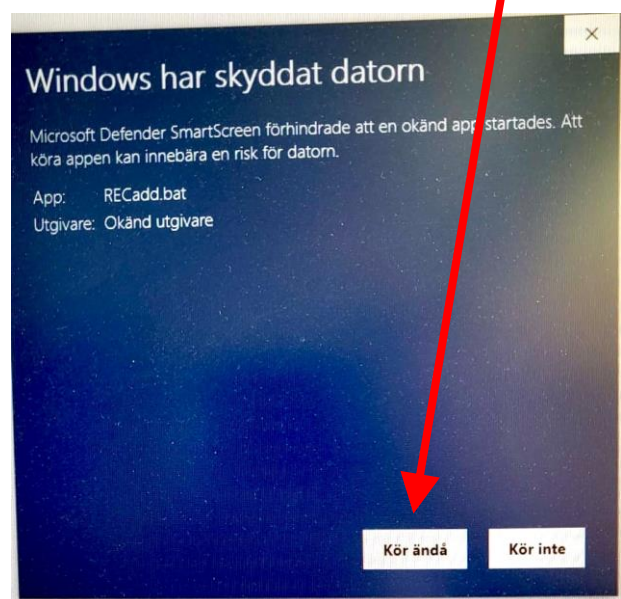 Windows har skyddat datorn
Microsoft Defender SmartScreen förhindrade att en okänd app startades. Att
köra appen kan innebära en risk för datorn.
App: RECadd.bat
Utgivare: Okänd utgivare
Kör ändå
Kör inte